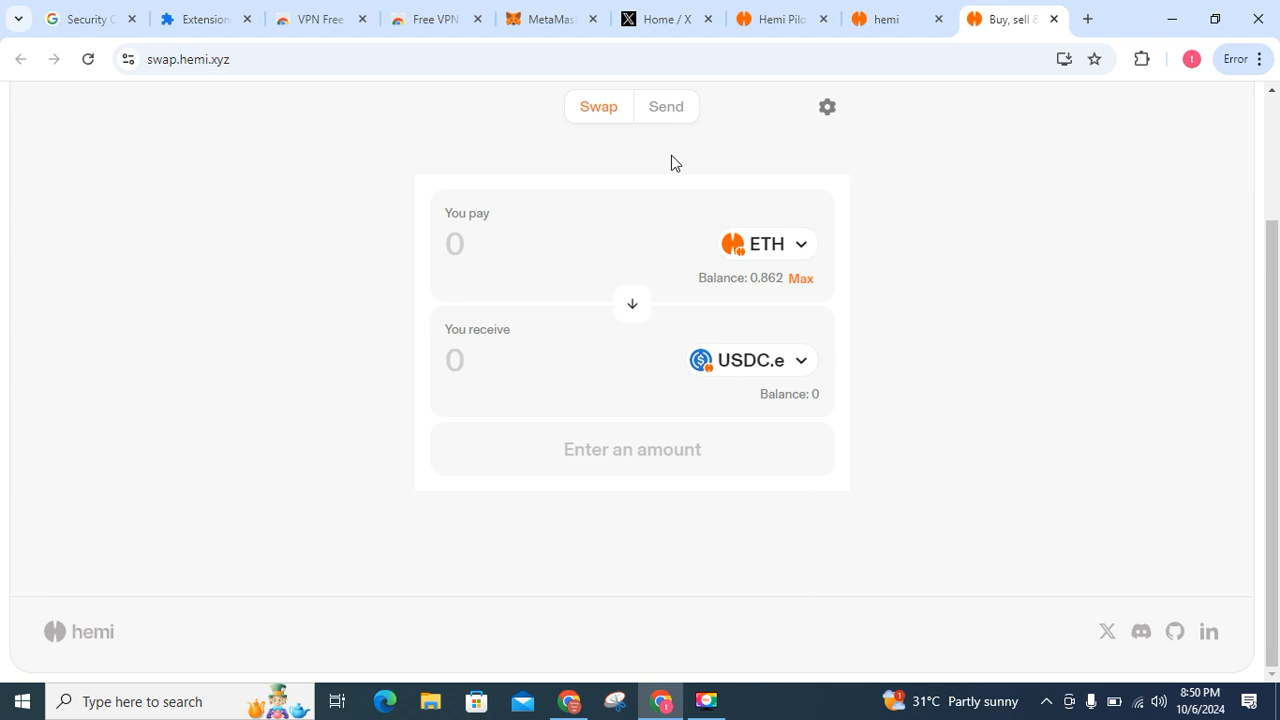 Security C
Extension
VPN Free
Free VPN
MetaMas
Home / X
Hemi Pilo
hemi
Buy, sell &
swap.hemi.xyz
t
Error
Swap
Send
You pay
0
ETH
Balance: 0.862 Max
You receive
0
USDC.e
Balance: 0
Enter an amount
hemi
Type here to search
1
31°C Partly sunny
8:50 PM
10/6/2024